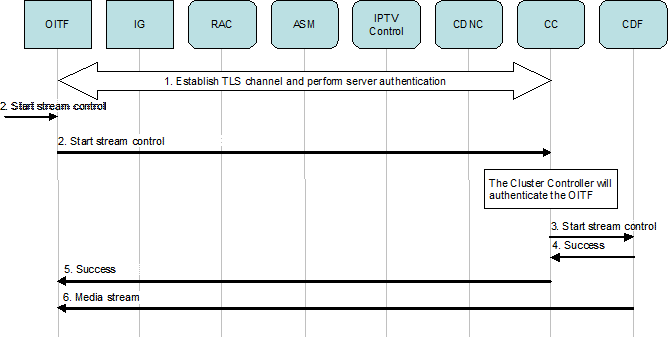 OITF IG RAC ASM IPTV Control CDNC CC CDF
1. Establish TLS channel and perform server authentication
2. Start stream control
2. Start stream control
The Cluster Controller will
authenticate the OITF
3. Start stream control
4. Success
5. Success
6. Media stream